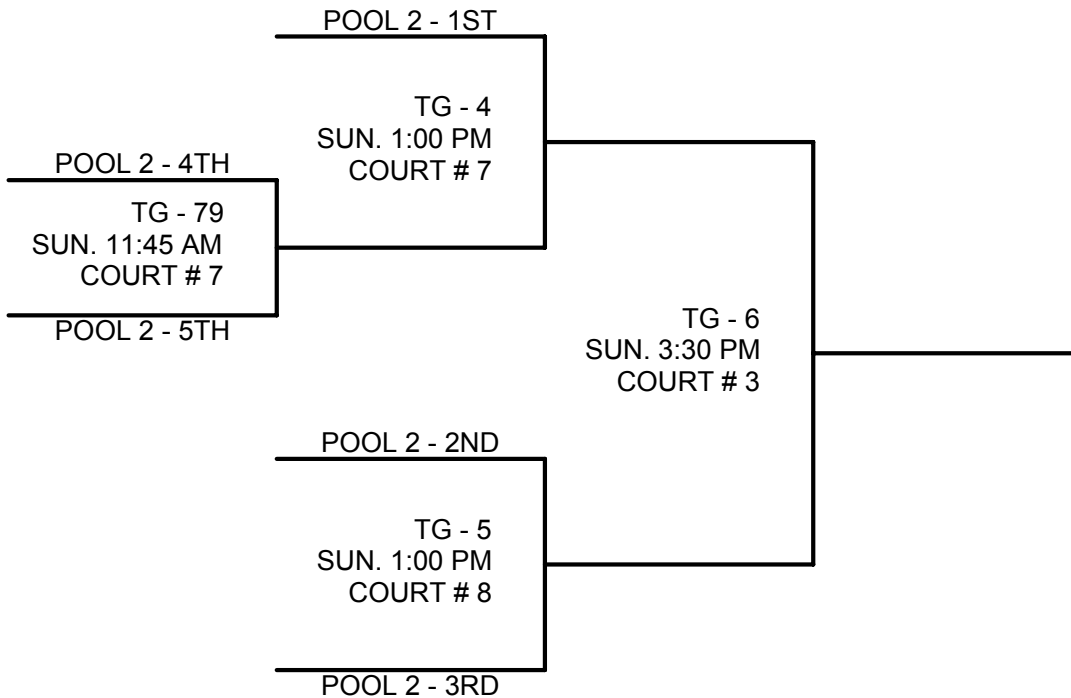 POOL 2 - 1ST
TG - 4
SUN. 1:00 PM
COURT # 7
POOL 2 - 4TH
TG - 79
SUN. 11:45 AM
COURT # 7
POOL 2 - 5TH
TG - 6
SUN. 3:30 PM
COURT # 3
POOL 2 - 2ND
TG - 5
SUN. 1:00 PM
COURT # 8
POOL 2 - 3RD